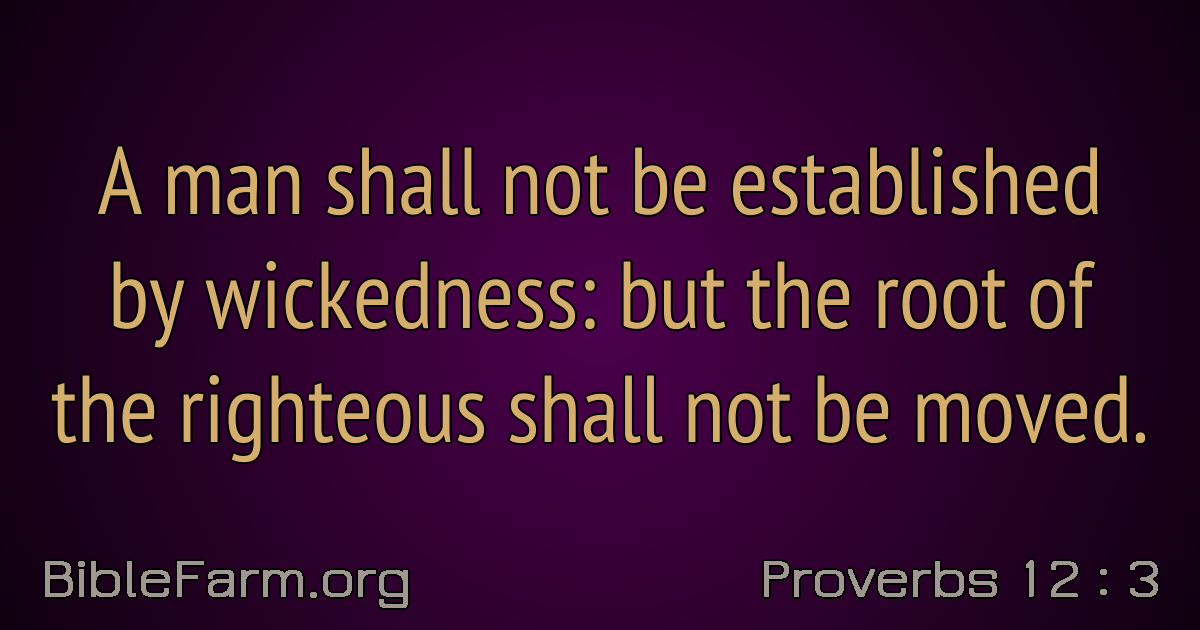 A man shall not be established
by wickedness: but the root of
the righteous shall not be moved.
BibleFarm.org
Proverbs 12 : 3